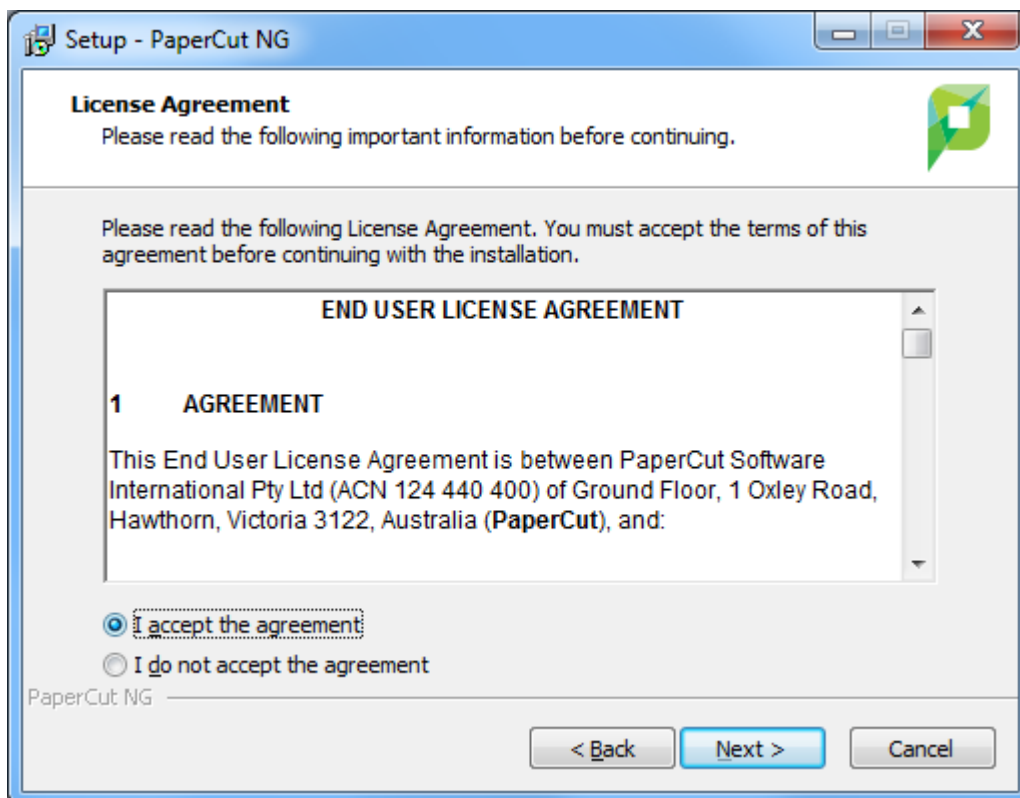 Setup - PaperCut NG
License Agreement
Please read the following important information before continuing.
Please read the following License Agreement. You must accept the terms of this
agreement before continuing with the installation.
END USER LICENSE AGREEMENT
1 AGREEMENT
This End User License Agreement is between PaperCut Software
International Pty Ltd (ACN 124 440 400) of Ground Floor, 1 Oxley Road,
Hawthorn, Victoria 3122, Australia (PaperCut), and:
I accept the agreement
I do not accept the agreement
PaperCut NG
< Back Next > Cancel